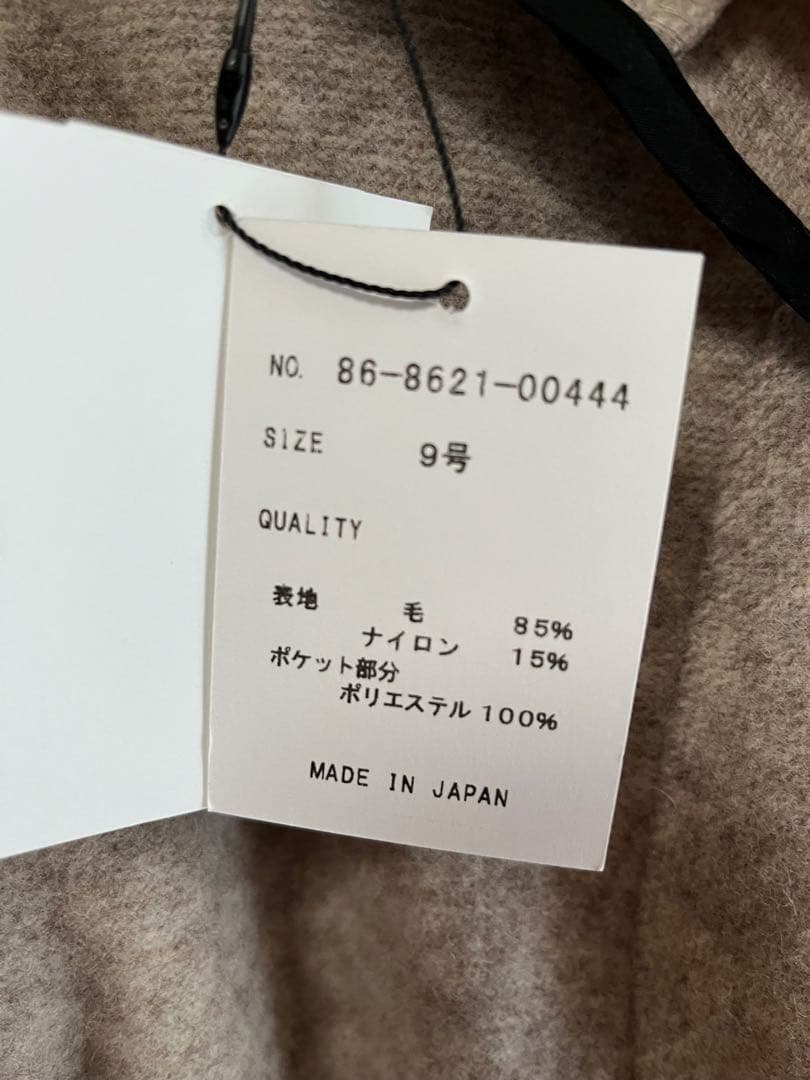 NO. 86-8621-00444
SIZE 9号
QUALITY
表地 毛 85%
ナイロン 15%
ポケット部分
ポリエステル 100%
MADE IN JAPAN